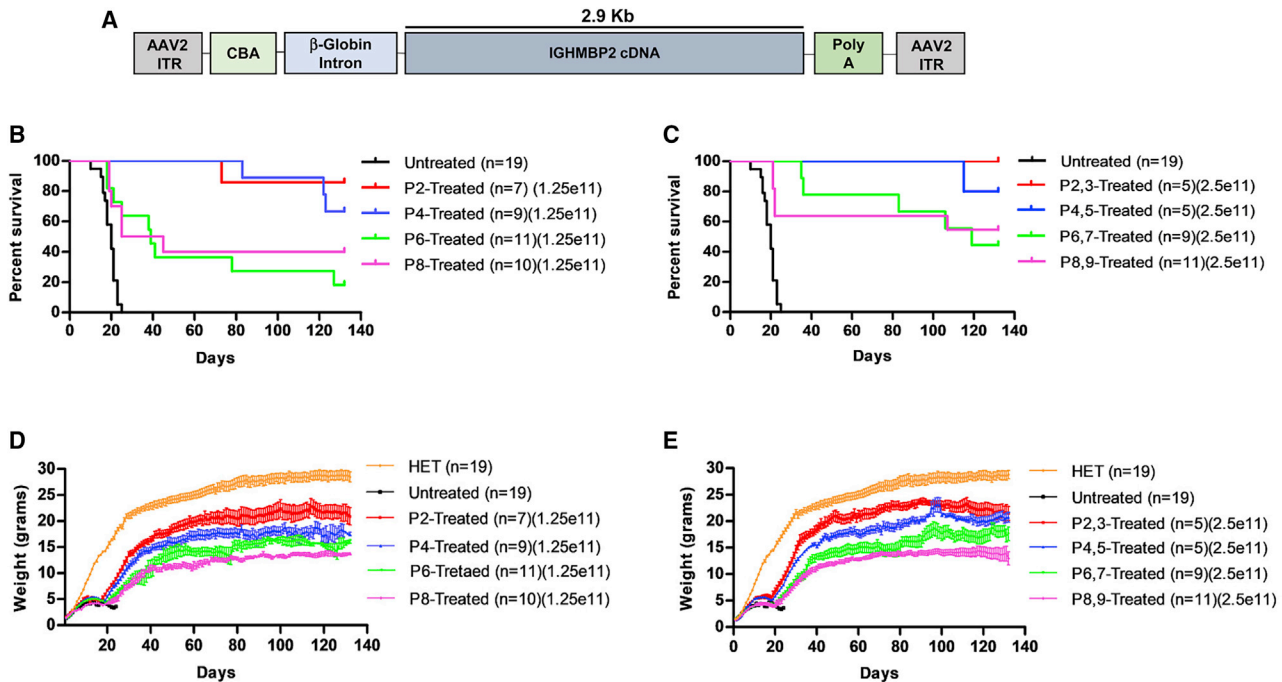 A
2.9 Kb
AAV2
ITR
CBA
β-Globin
Intron
IGHMBP2 cDNA
Poly
A
AAV2
ITR
B
Percent survival
100
80
60
40
20
0
0 20 40 60 80 100 120 140
Days
Untreated (n=19)
P2-Treated (n=7) (1.25e11)
P4-Treated (n=9)(1.25e11)
P6-Treated (n=11)(1.25e11)
P8-Treated (n=10)(1.25e11)
C
Percent survival
100
80
60
40
20
0
0 20 40 60 80 100 120 140
Days
Untreated (n=19)
P2,3-Treated (n=5)(2.5e11)
P4,5-Treated (n=5)(2.5e11)
P6,7-Treated (n=9)(2.5e11)
P8,9-Treated (n=11)(2.5e11)
D
Weight (grams)
30
25
20
15
10
5
0
20 40 60 80 100 120 140
Days
HET (n=19)
Untreated (n=19)
P2-Treated (n=7)(1.25e11)
P4-Treated (n=9)(1.25e11)
P6-Tretaed (n=11)(1.25e11)
P8-Treated (n=10)(1.25e11)
E
Weight (grams)
30
25
20
15
10
5
0
0 20 40 60 80 100 120 140
Days
HET (n=19)
Untreated (n=19)
P2,3-Treated (n=5)(2.5e11)
P4,5-Treated (n=5)(2.5e11)
P6,7-Treated (n=9)(2.5e11)
P8,9-Treated (n=11)(2.5e11)